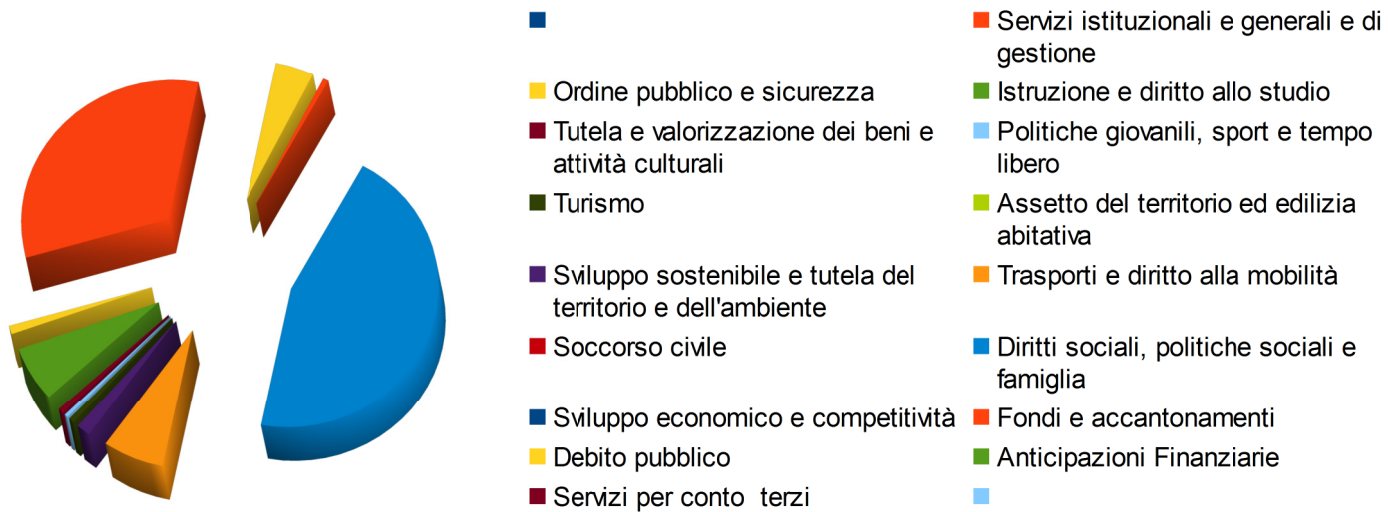 Servizi istituzionali e generali e di
gestione
Ordine pubblico e sicurezza
Istruzione e diritto allo studio
Tutela e valorizzazione dei beni e
attività culturali
Politiche giovanili, sport e tempo
libero
Turismo
Assetto del territorio ed edilizia
abitativa
Sviluppo sostenibile e tutela del
territorio e dell'ambiente
Trasporti e diritto alla mobilità
Soccorso civile
Diritti sociali, politiche sociali e
famiglia
Sviluppo economico e competitività
Fondi e accantonamenti
Debito pubblico
Anticipazioni Finanziarie
Servizi per conto  terzi